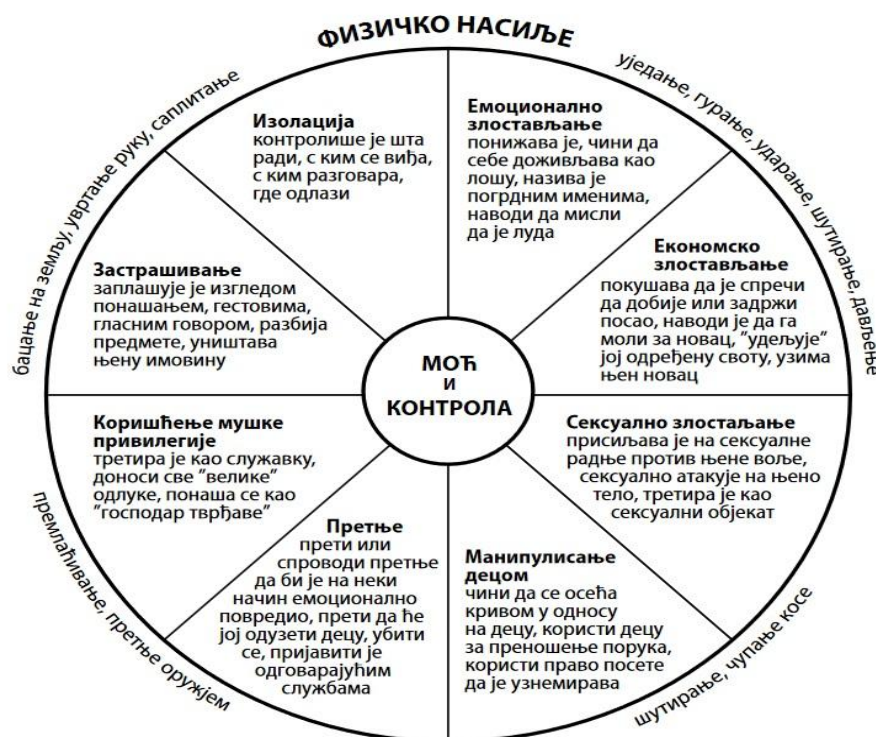 ФИЗИЧКО НАСИЉЕ
уједање, гурање, ударање, шутирање, дављење
шутирање, чупање косе
премлаћивање, претње оружјем
бацање на земљу, увртање руку, саплитање
МОЋ
И
КОНТРОЛА
Изолација
контролише је шта
ради, с ким се виђа,
с ким разговара,
где одлази
Емоционално
злостављање
понижава је, чини да
себе доживљава као
лошу, назива је
погрдним именима,
наводи да мисли
да је луда
Економско
злостављање
покушава да је спречи
да добије или задржи
посао, наводи је да га
моли за новац, "удељује"
јој одређену своту, узима
њен новац
Сексуално злосталање
присиљава је на сексуалне
радње против њене воље,
сексуално атакује на њено
тело, третира је као
сексуални објекат
Манипулисање
децом
чини да се осећа
кривом у односу
на децу, користи децу
за преношење порука,
користи право посете
да је узнемирава
Претње
прети или
спроводи претње
да би је на неки
начин емоционално
повредио, прети да ће
јој одузети децу, убити
се, пријавити је
одговарајућим
службама
Коришћење мушке
привилегије
третира је као служавку,
доноси све "велике"
одлуке, понаша се као
"господар тврђаве"
Застрашивање
заплашује је изгледом
понашањем, гестовима,
гласним говором, разбија
предмете, уништава
њену имовину